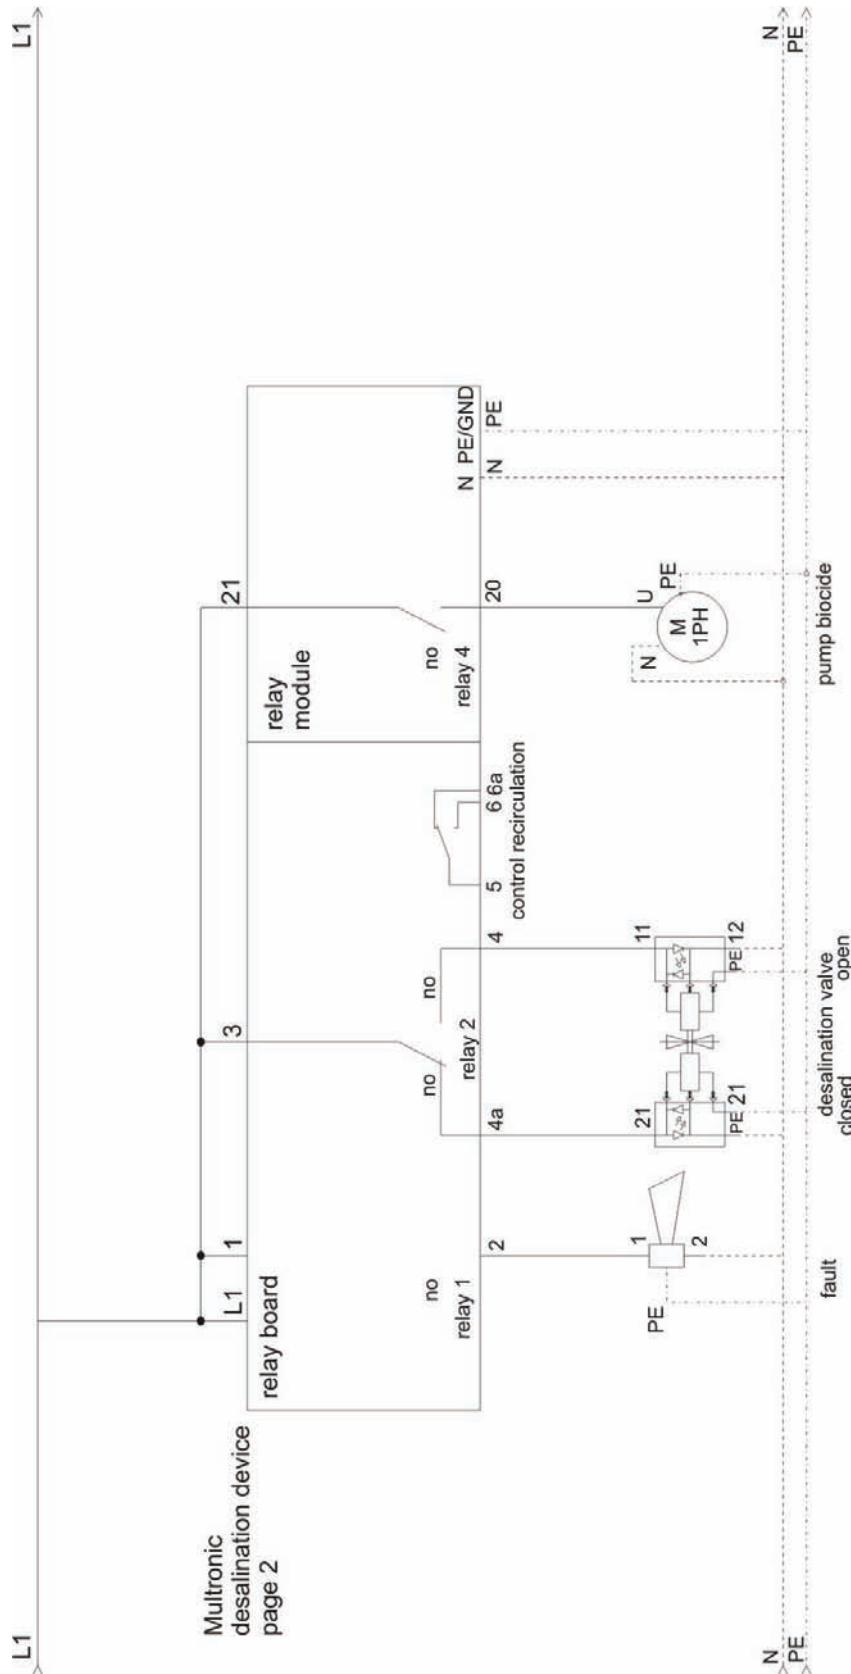 L1
L1
Multronic
desalination device
page 2
L1
1
3
21
relay board
relay
module
no
relay 1
no
no
relay 2
no
relay 4
2
4a
4
5
6
6a
control recirculation
20
N
PE/GND
N
PE
PE
1
2
21
PE
21
11
PE
12
N
M
1PH
U
PE
fault
desalination valve
closed
open
pump biocide
N
N
PE
PE